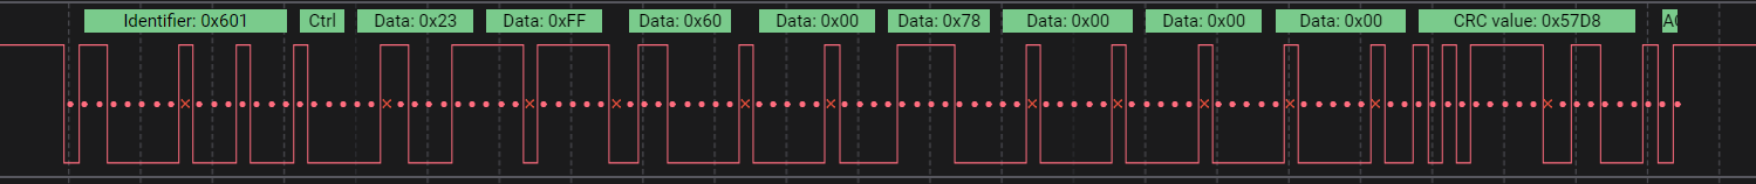 Identifier: 0x601 Ctrl Data: 0x23 Data: 0xFF Data: 0x60 Data: 0x00 Data: 0x78 Data: 0x00 Data: 0x00 Data: 0x00 CRC value: 0x57D8